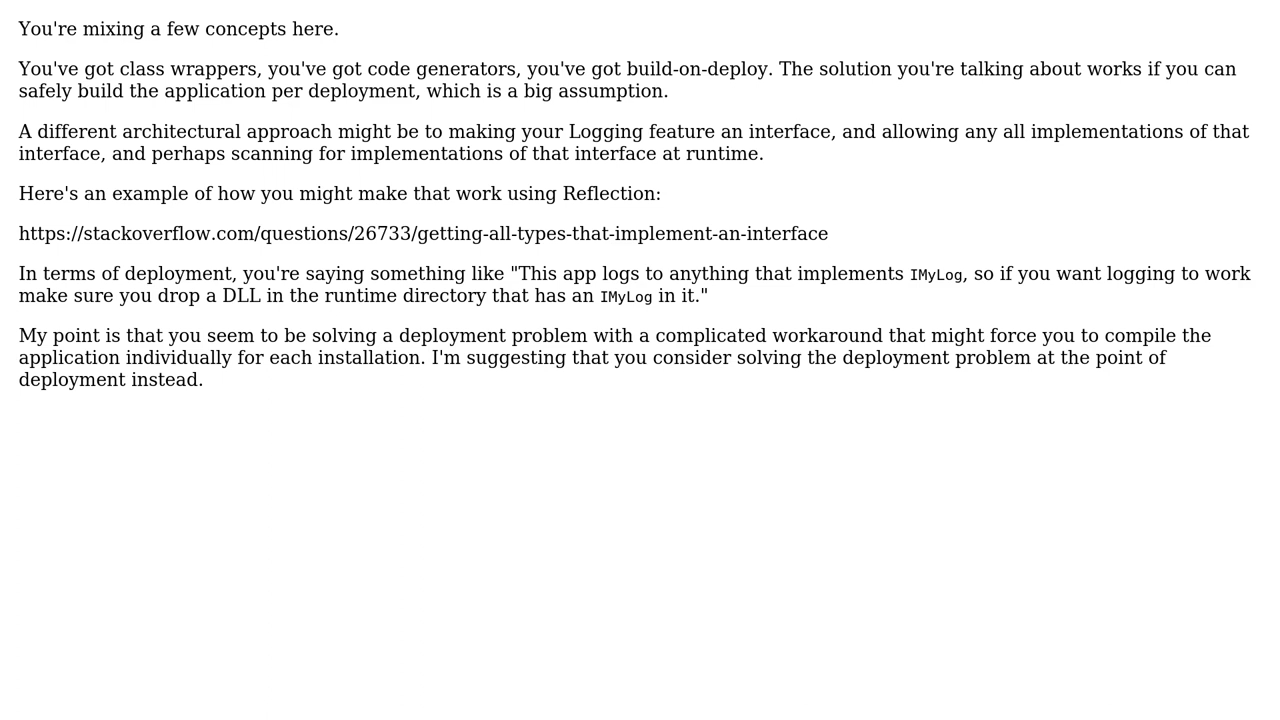 You're mixing a few concepts here.
You've got class wrappers, you've got code generators, you've got build-on-deploy. The solution you're talking about works if you can
safely build the application per deployment, which is a big assumption.
A different architectural approach might be to making your Logging feature an interface, and allowing any all implementations of that
interface, and perhaps scanning for implementations of that interface at runtime.
Here's an example of how you might make that work using Reflection:
https://stackoverflow.com/questions/26733/getting-all-types-that-implement-an-interface
In terms of deployment, you're saying something like "This app logs to anything that implements IMyLog, so if you want logging to work
make sure you drop a DLL in the runtime directory that has an IMyLog in it."
My point is that you seem to be solving a deployment problem with a complicated workaround that might force you to compile the
application individually for each installation. I'm suggesting that you consider solving the deployment problem at the point of
deployment instead.